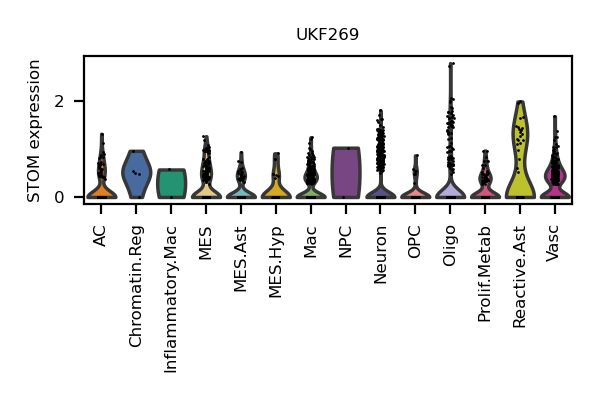 UKF269
STOM expression
2
0
AC
Chromatin.Reg
Inflammatory.Mac
MES
MES.Ast
MES.Hyp
Mac
NPC
Neuron
OPC
Oligo
Prolif.Metab
Reactive.Ast
Vasc